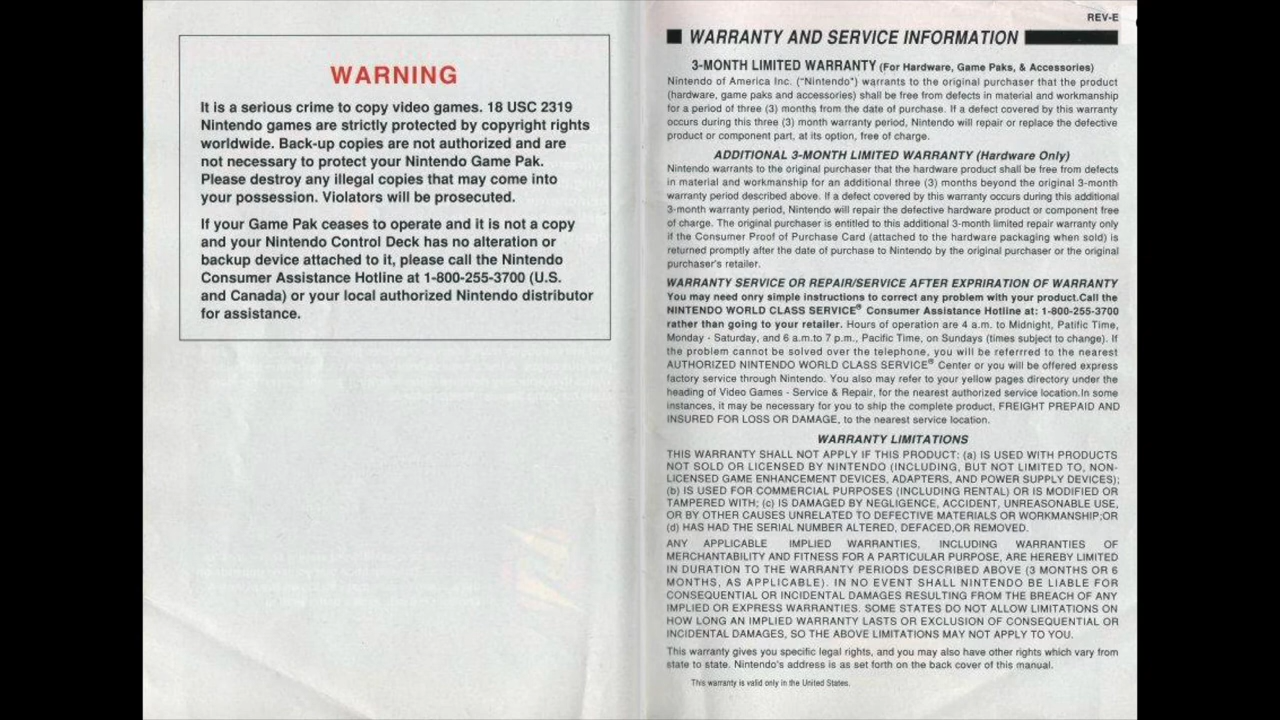 WARNING
It is a serious crime to copy video games. 18 USC 2319
Nintendo games are strictly protected by copyright rights
worldwide. Back-up copies are not authorized and are
not necessary to protect your Nintendo Game Pak.
Please destroy any illegal copies that may come into
your possession. Violators will be prosecuted.
If your Game Pak ceases to operate and it is not a copy
and your Nintendo Control Deck has no alteration or
backup device attached to it, please call the Nintendo
Consumer Assistance Hotline at 1-800-255-3700 (U.S.
and Canada) or your local authorized Nintendo distributor
for assistance.
REV-E
WARRANTY AND SERVICE INFORMATION
3-MONTH LIMITED WARRANTY (For Hardware, Game Paks, & Accessories)
Nintendo of America Inc. ("Nintendo") warrants to the original purchaser that the product
(hardware, game paks and accessories) shall be free from defects in material and workmanship
for a period of three (3) months from the date of purchase. If a defect covered by this warranty
occurs during this three (3) month warranty period, Nintendo will repair or replace the defective
product or component part, at its option, free of charge.
ADDITIONAL 3-MONTH LIMITED WARRANTY (Hardware Only)
Nintendo warrants to the original purchaser that the hardware product shall be free from defects
in material and workmanship for an additional three (3) months beyond the original 3-month
warranty period described above. If a defect covered by this warranty occurs during this additional
3-month warranty period, Nintendo will repair the defective hardware product or component free
of charge. The original purchaser is entitled to this additional 3-month limited repair warranty only
if the Consumer Proof of Purchase Card (attached to the hardware packaging when sold) is
returned promptly after the date of purchase to Nintendo by the original purchaser or the original
purchaser's retailer.
WARRANTY SERVICE OR REPAIR/SERVICE AFTER EXPRIRATION OF WARRANTY
You may need onry simple instructions to correct any problem with your product.Call the
NINTENDO WORLD CLASS SERVICE® Consumer Assistance Hotline at: 1-800-255-3700
rather than going to your retailer. Hours of operation are 4 a.m. to Midnight, Patific Time,
Monday - Saturday, and 6 a.m.to 7 p.m., Pacific Time, on Sundays (times subject to change). If
the problem cannot be solved over the telephone, you will be referrred to the nearest
AUTHORIZED NINTENDO WORLD CLASS SERVICE® Center or you will be offered express
factory service through Nintendo. You also may refer to your yellow pages directory under the
heading of Video Games - Service & Repair, for the nearest authorized service location.In some
instances, it may be necessary for you to ship the complete product, FREIGHT PREPAID AND
INSURED FOR LOSS OR DAMAGE, to the nearest service location.
WARRANTY LIMITATIONS
THIS WARRANTY SHALL NOT APPLY IF THIS PRODUCT: (a) IS USED WITH PRODUCTS
NOT SOLD OR LICENSED BY NINTENDO (INCLUDING, BUT NOT LIMITED TO, NON-
LICENSED GAME ENHANCEMENT DEVICES, ADAPTERS, AND POWER SUPPLY DEVICES);
(b) IS USED FOR COMMERCIAL PURPOSES (INCLUDING RENTAL) OR IS MODIFIED OR
TAMPERED WITH; (c) IS DAMAGED BY NEGLIGENCE, ACCIDENT, UNREASONABLE USE,
OR BY OTHER CAUSES UNRELATED TO DEFECTIVE MATERIALS OR WORKMANSHIP;OR
(d) HAS HAD THE SERIAL NUMBER ALTERED, DEFACED,OR REMOVED.
ANY APPLICABLE IMPLIED WARRANTIES, INCLUDING WARRANTIES OF
MERCHANTABILITY AND FITNESS FOR A PARTICULAR PURPOSE, ARE HEREBY LIMITED
IN DURATION TO THE WARRANTY PERIODS DESCRIBED ABOVE (3 MONTHS OR 6
MONTHS, AS APPLICABLE). IN NO EVENT SHALL NINTENDO BE LIABLE FOR
CONSEQUENTIAL OR INCIDENTAL DAMAGES RESULTING FROM THE BREACH OF ANY
IMPLIED OR EXPRESS WARRANTIES. SOME STATES DO NOT ALLOW LIMITATIONS ON
HOW LONG AN IMPLIED WARRANTY LASTS OR EXCLUSION OF CONSEQUENTIAL OR
INCIDENTAL DAMAGES, SO THE ABOVE LIMITATIONS MAY NOT APPLY TO YOU.
This warranty gives you specific legal rights, and you may also have other rights which vary from
state to state. Nintendo's address is as set forth on the back cover of this manual.
This warranty is valid only in the United States.